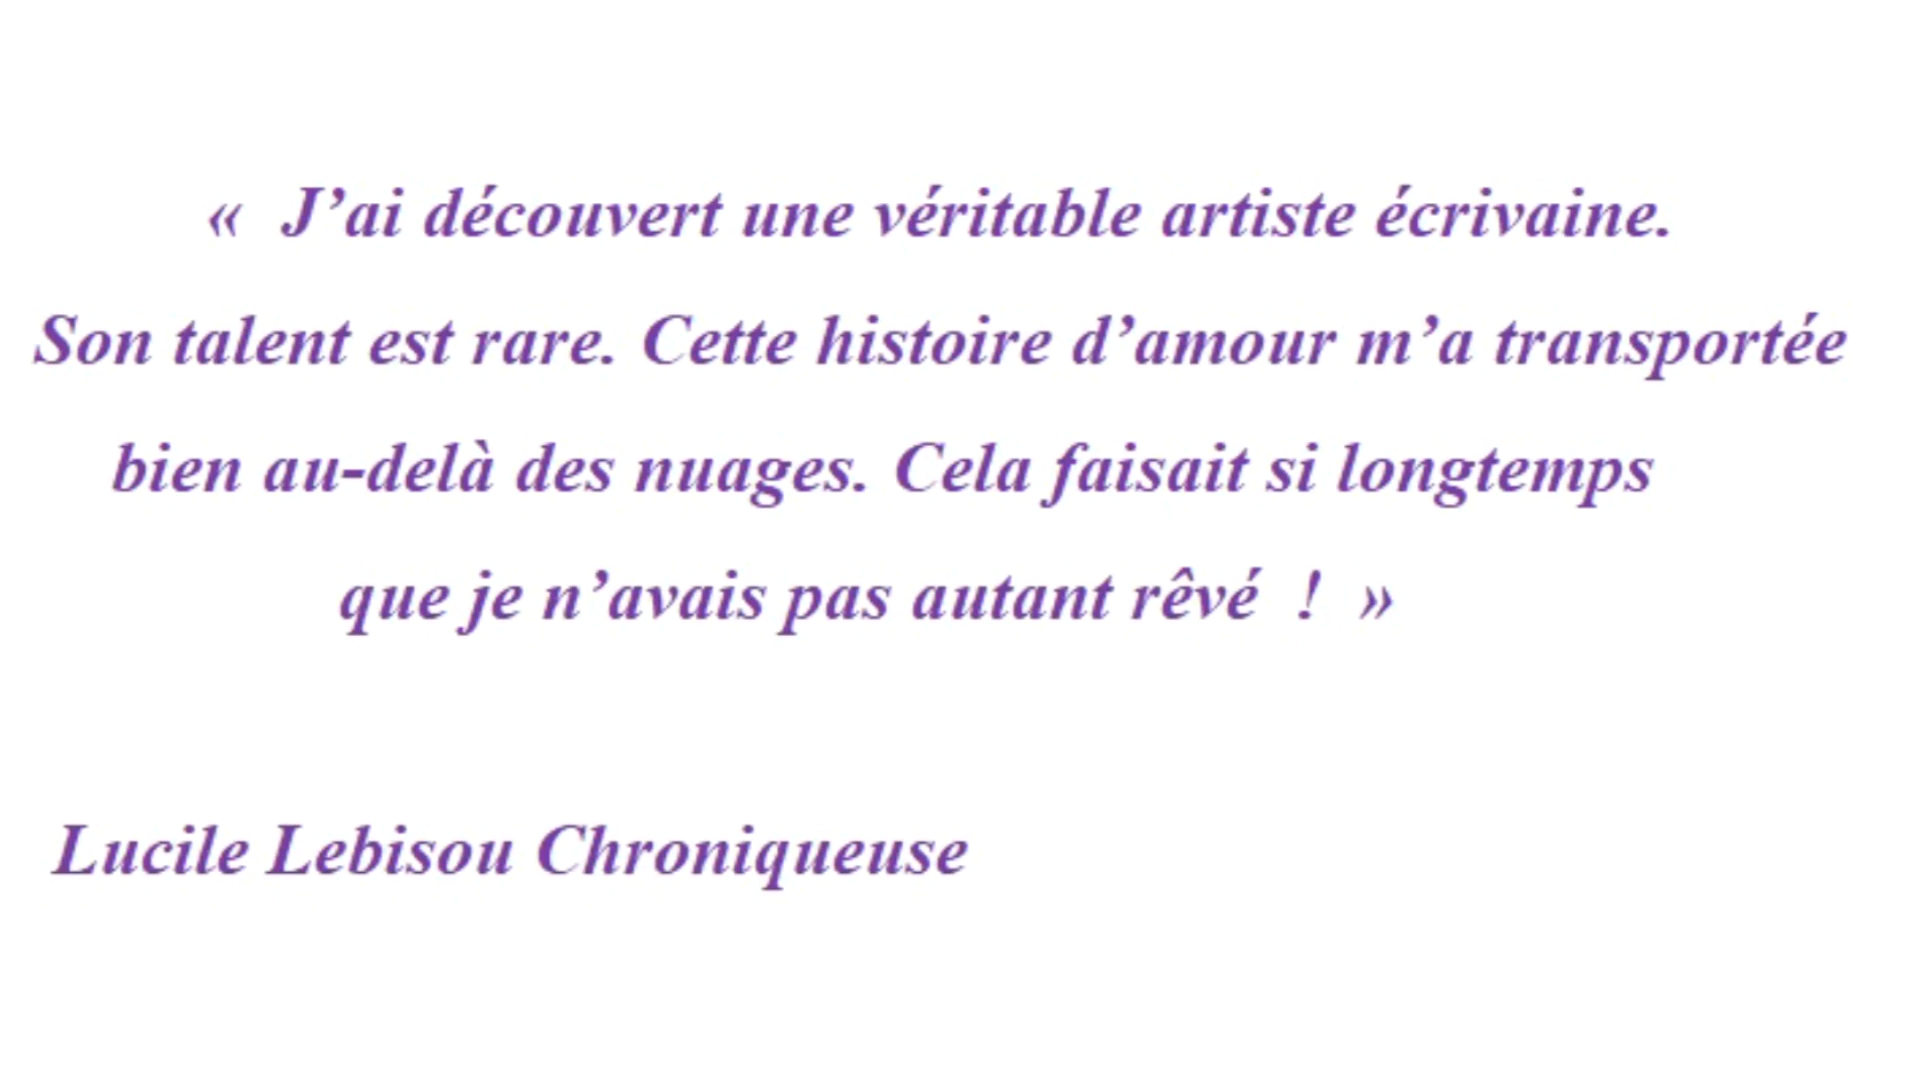 «  J’ai découvert une véritable artiste écrivaine.
Son talent est rare. Cette histoire d’amour m’a transportée
bien au-delà des nuages. Cela faisait si longtemps
que je n’avais pas autant rêvé  !  »
Lucile Lebisou Chroniqueuse